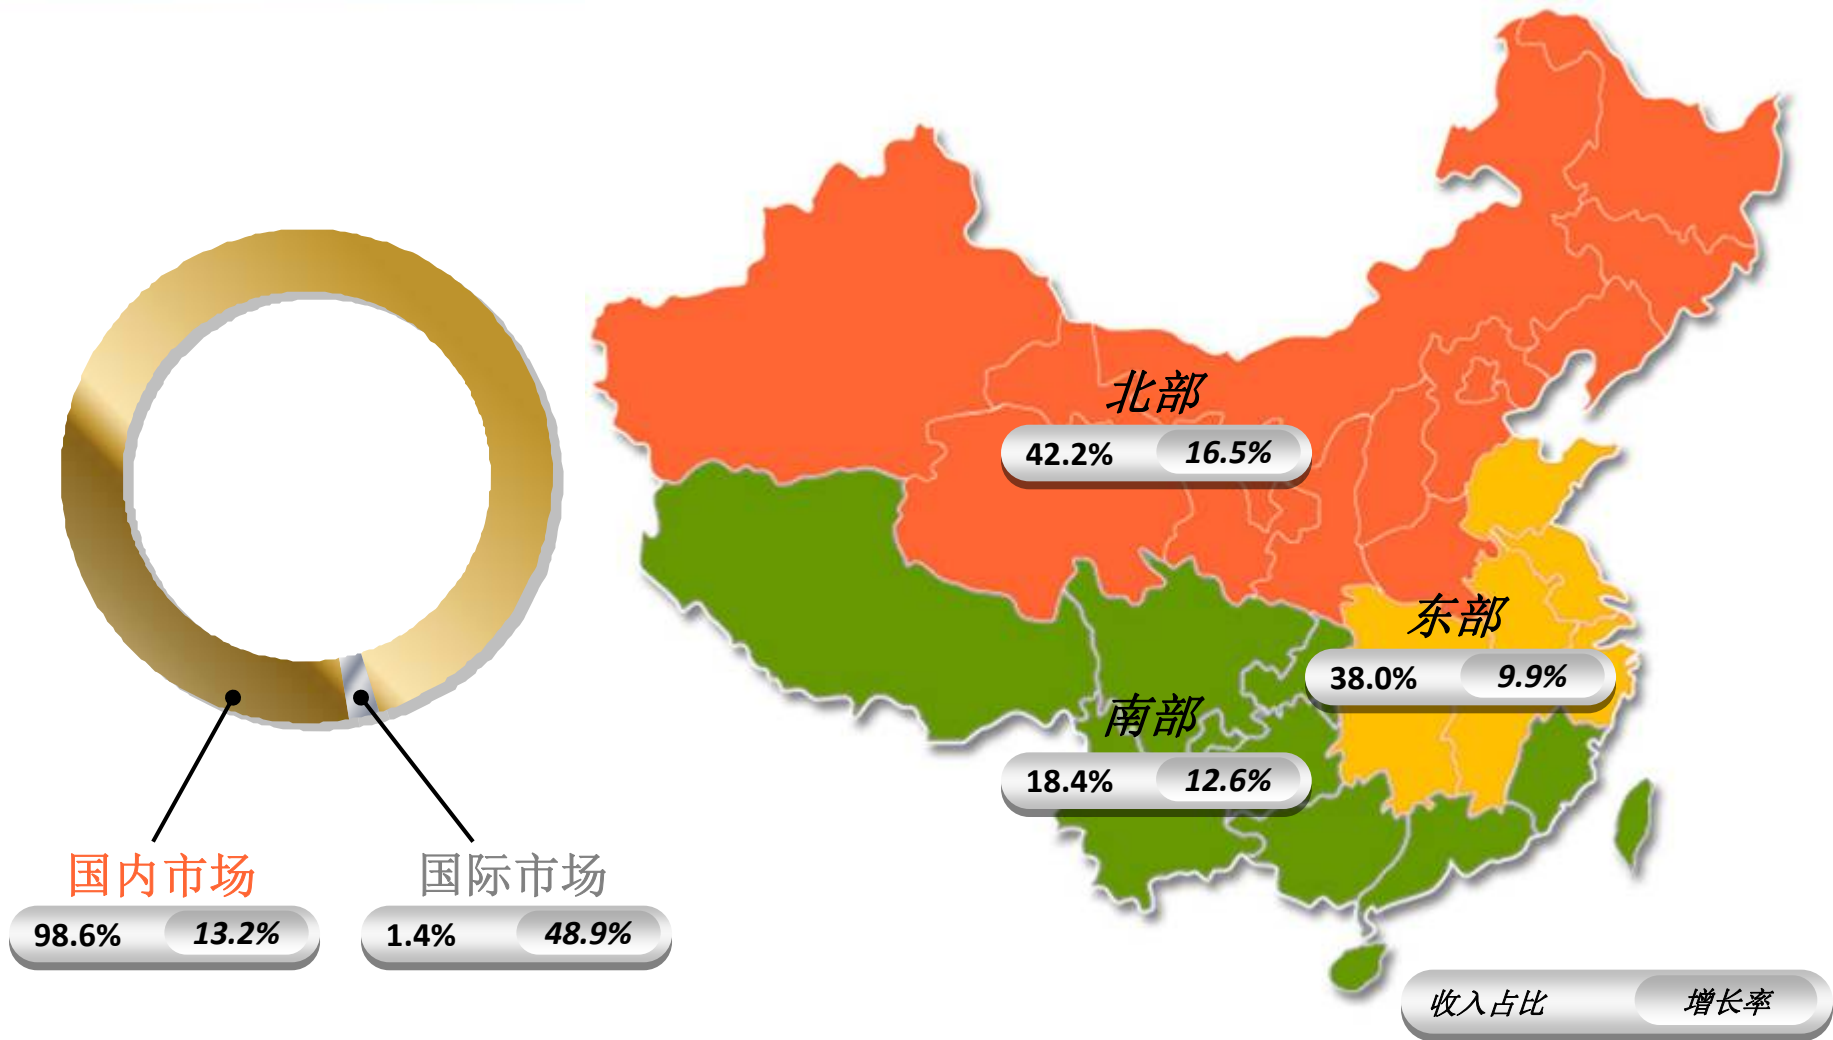 北部
42.2% 16.5%
东部
38.0% 9.9%
南部
18.4% 12.6%
国内市场
98.6% 13.2%
国际市场
1.4% 48.9%
收入占比 增长率